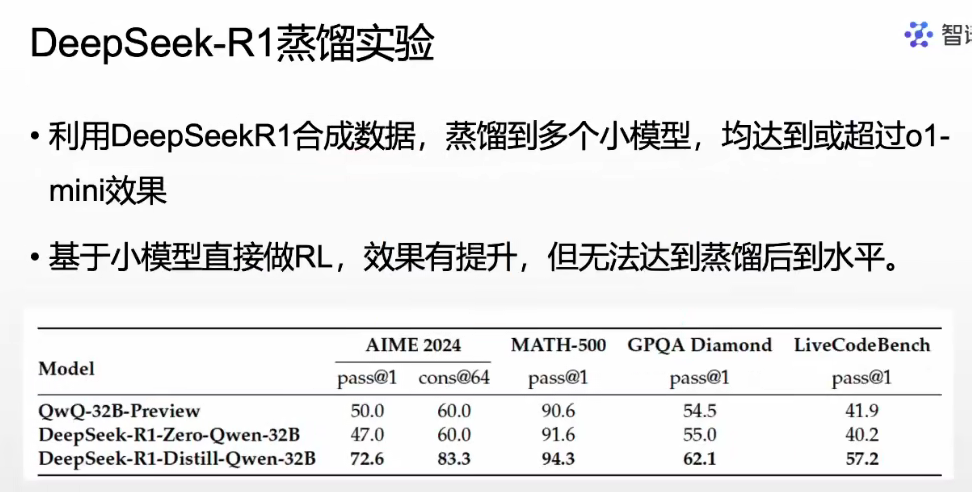 DeepSeek-R1蒸馏实验
智
• 利用DeepSeekR1合成数据，蒸馏到多个小模型，均达到或超过o1-
mini效果
• 基于小模型直接做RL，效果有提升，但无法达到蒸馏后到水平。
Model AIME 2024 MATH-500 GPQA Diamond LiveCodeBench
pass@1 cons@64 pass@1 pass@1 pass@1
QwQ-32B-Preview 50.0 60.0 90.6 54.5 41.9
DeepSeek-R1-Zero-Qwen-32B 47.0 60.0 91.6 55.0 40.2
DeepSeek-R1-Distill-Qwen-32B 72.6 83.3 94.3 62.1 57.2